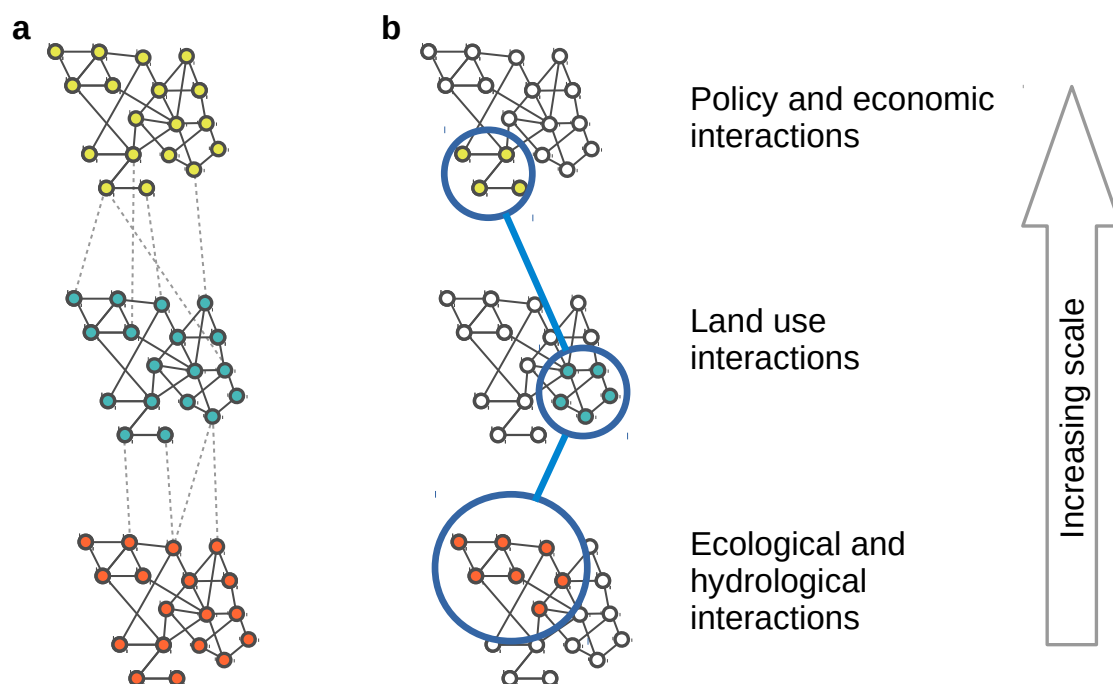 a
b
Policy and economic
interactions
Land use
interactions
Ecological and
hydrological
interactions
Increasing scale